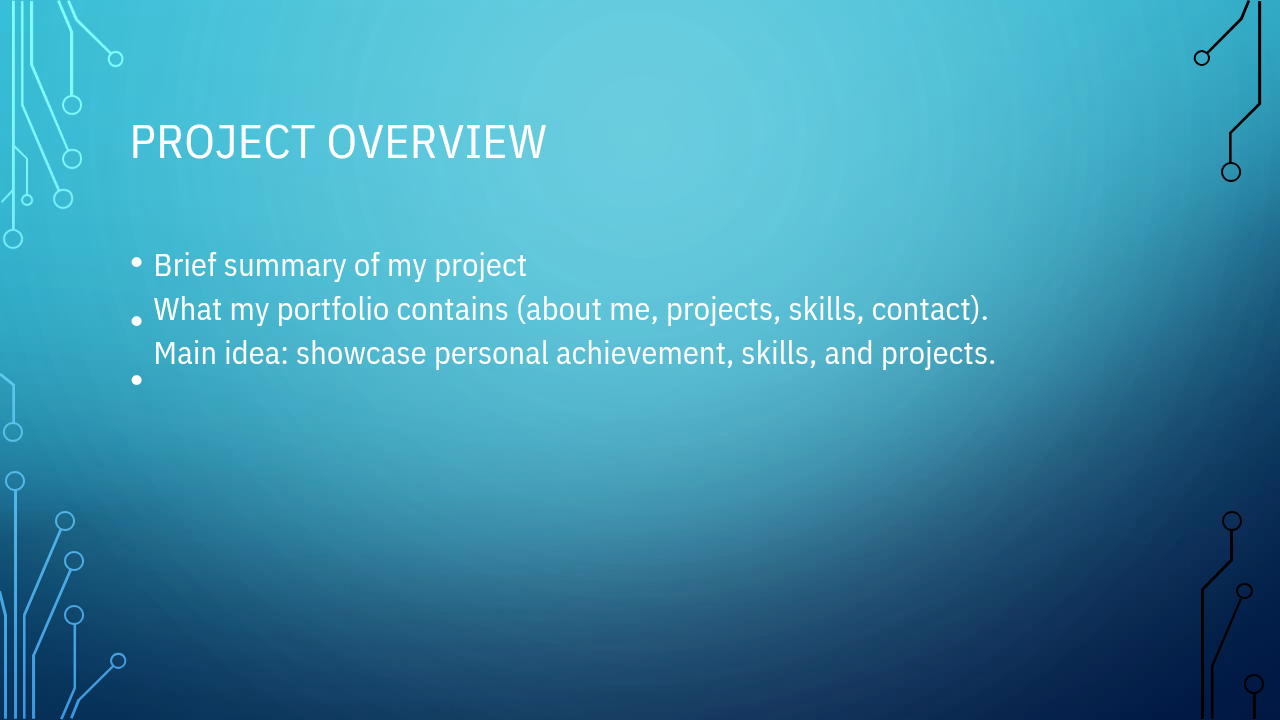 PROJECT OVERVIEW
• Brief summary of my project
• What my portfolio contains (about me, projects, skills, contact).
• Main idea: showcase personal achievement, skills, and projects.